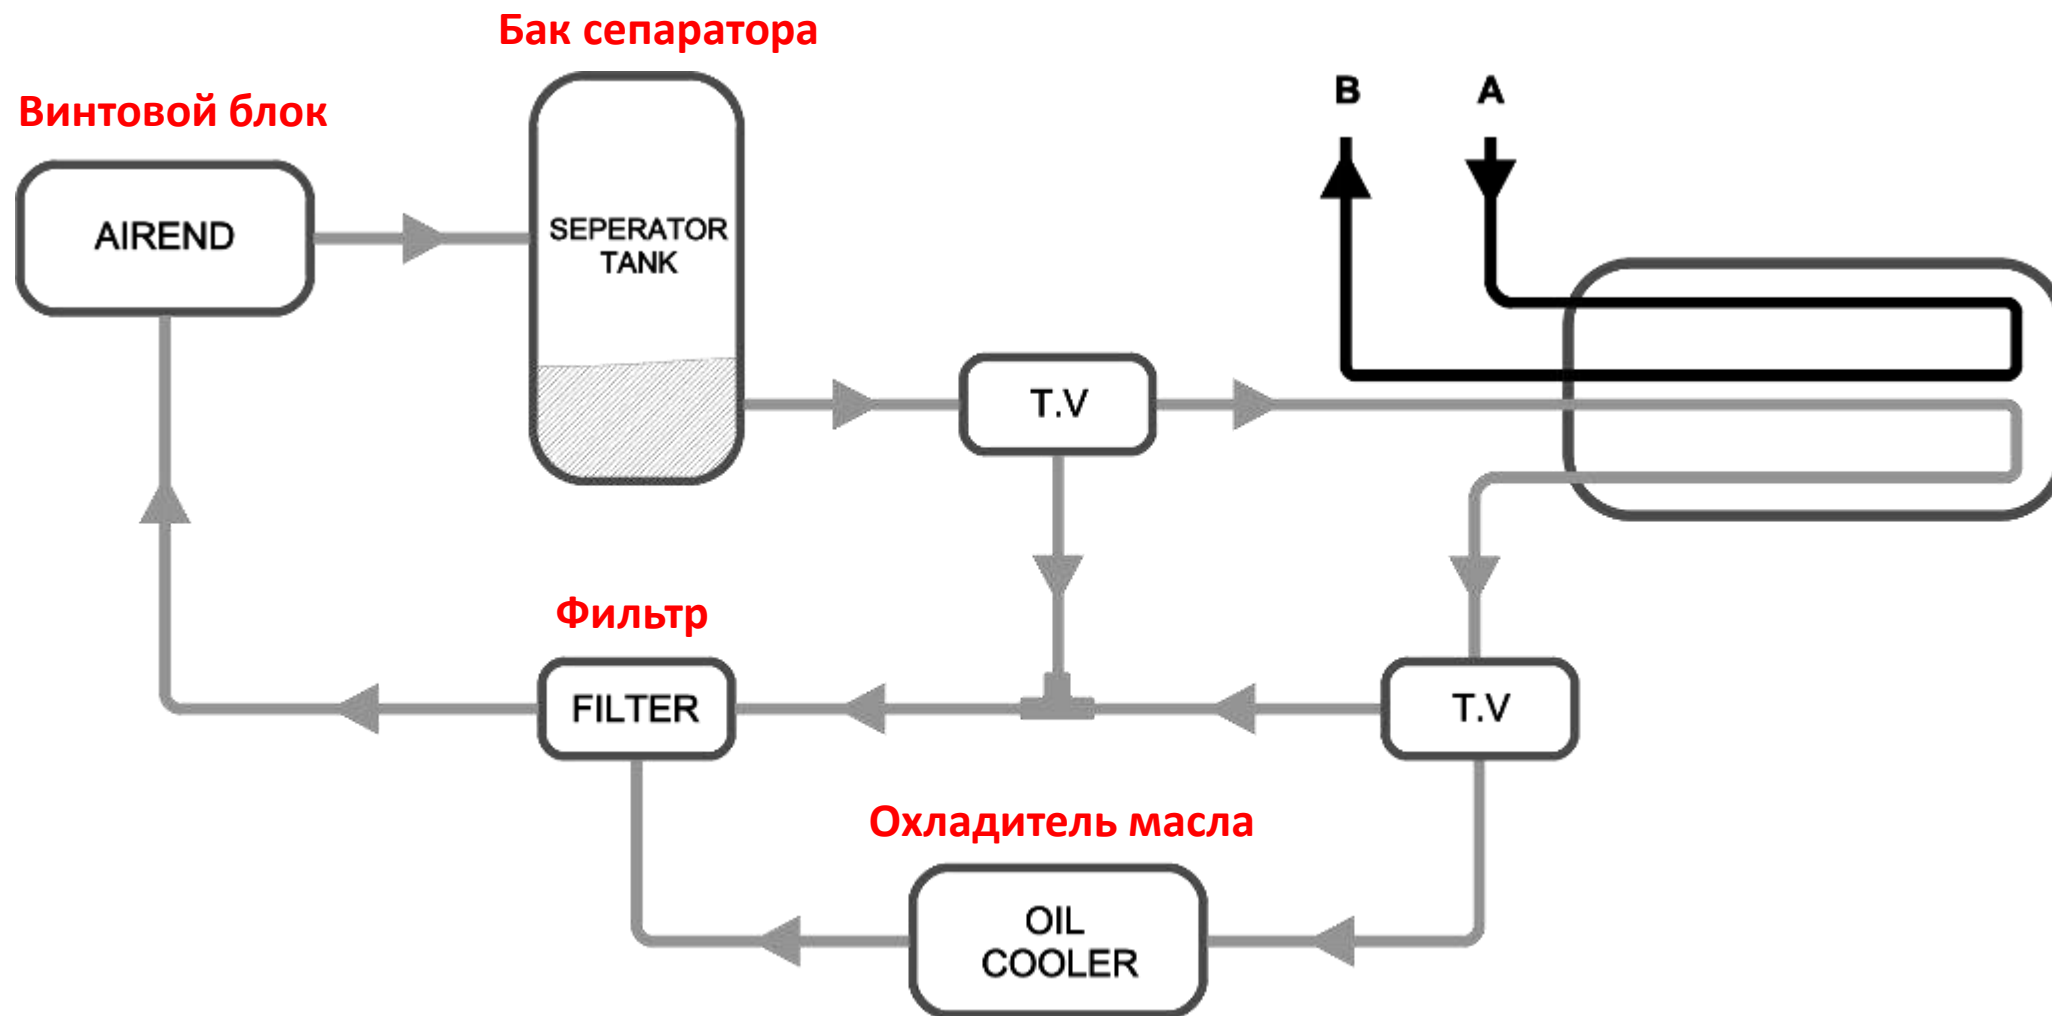 Бак сепаратора
Винтовой блок
B
A
AIREND
SEPERATOR
TANK
T.V
Фильтр
FILTER
T.V
Охладитель масла
OIL
COOLER